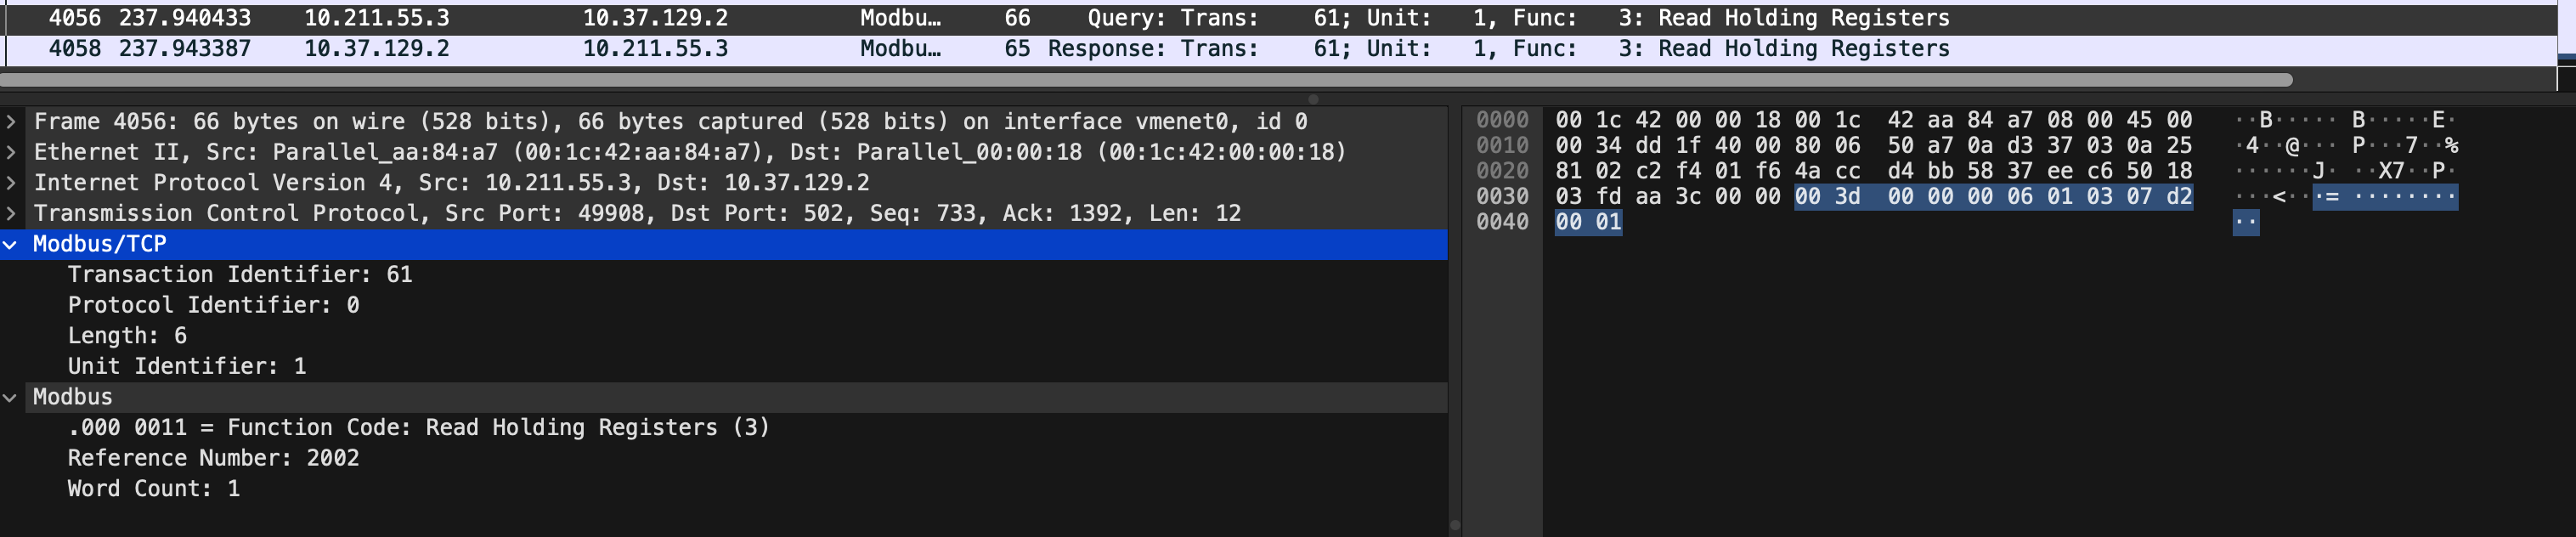 4056 237.940433 10.211.55.3 10.37.129.2 Modbu… 66 Query: Trans: 61; Unit: 1, Func: 3: Read Holding Registers
4058 237.943387 10.37.129.2 10.211.55.3 Modbu… 65 Response: Trans: 61; Unit: 1, Func: 3: Read Holding Registers
Frame 4056: 66 bytes on wire (528 bits), 66 bytes captured (528 bits) on interface vmenet0, id 0
Ethernet II, Src: Parallel_aa:84:a7 (00:1c:42:aa:84:a7), Dst: Parallel_00:00:18 (00:1c:42:00:00:18)
Internet Protocol Version 4, Src: 10.211.55.3, Dst: 10.37.129.2
Transmission Control Protocol, Src Port: 49908, Dst Port: 502, Seq: 733, Ack: 1392, Len: 12
Modbus/TCP
Transaction Identifier: 61
Protocol Identifier: 0
Length: 6
Unit Identifier: 1
Modbus
.000 0011 = Function Code: Read Holding Registers (3)
Reference Number: 2002
Word Count: 1
0000 00 1c 42 00 00 18 00 1c 42 aa 84 a7 08 00 45 00 ··B····· B·····E·
0010 00 34 dd 1f 40 00 80 06 50 a7 0a d3 37 03 0a 25 ·4··@··· P···7··%
0020 81 02 c2 f4 01 f6 4a cc d4 bb 58 37 ee c6 50 18 ······J· ··X7··P·
0030 03 fd aa 3c 00 00 00 3d 00 00 00 06 01 03 07 d2 ···<···= ········
0040 00 01 ··